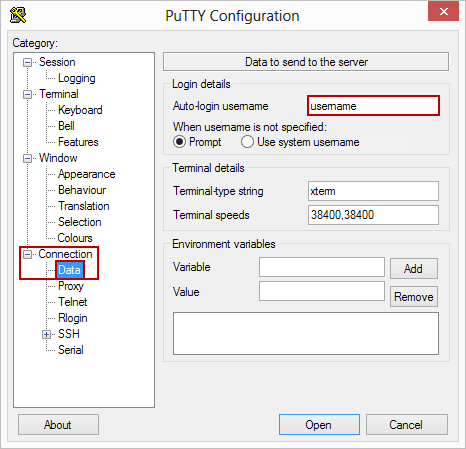 PuTTY Configuration
Category:
Session
Logging
Terminal
Keyboard
Bell
Features
Window
Appearance
Behaviour
Translation
Selection
Colours
Connection
Data
Proxy
Telnet
Rlogin
SSH
Serial
Data to send to the server
Login details
Auto-login username username
When username is not specified:
Prompt Use system username
Terminal details
Terminal-type string xterm
Terminal speeds 38400,38400
Environment variables
Variable Add
Value Remove
About Open Cancel